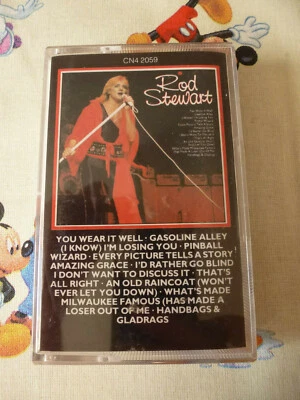 CN4 2059
Rod
Stewart
YOU WEAR IT WELL · GASOLINE ALLEY
(I KNOW) I'M LOSING YOU · PINBALL
WIZARD · EVERY PICTURE TELLS A STORY
AMAZING GRACE · I'D RATHER GO BLIND
I DON'T WANT TO DISCUSS IT · THAT'S
ALL RIGHT · AN OLD RAINCOAT (WON'T
EVER LET YOU DOWN) · WHAT'S MADE
MILWAUKEE FAMOUS (HAS MADE A
LOSER OUT OF ME · HANDBAGS &
GLADRAGS